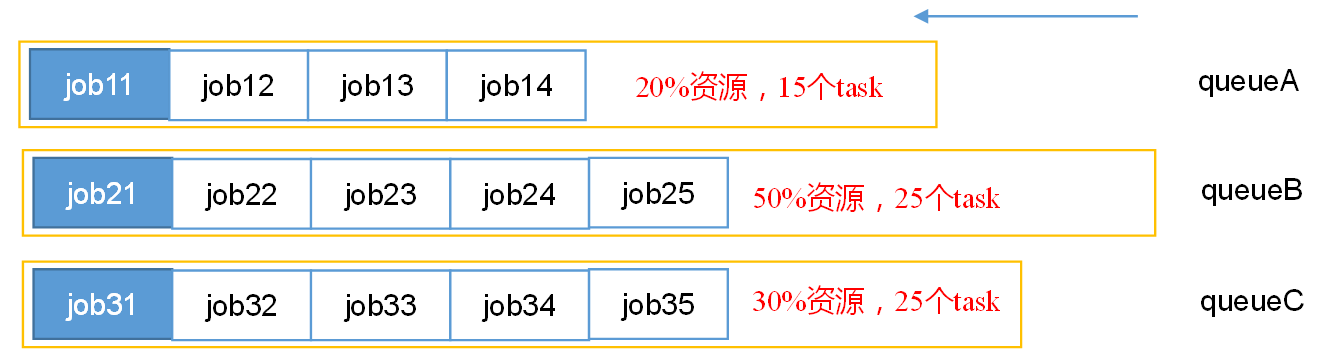 job11 job12 job13 job14 20%资源，15个task queueA
job21 job22 job23 job24 job25 50%资源，25个task queueB
job31 job32 job33 job34 job35 30%资源，25个task queueC